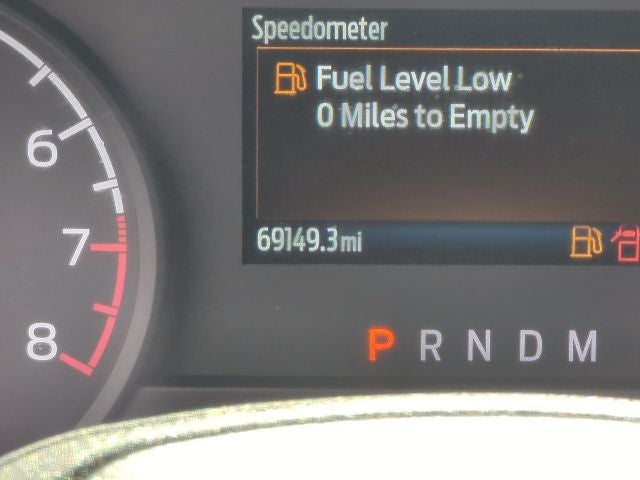 Speedometer
Fuel Level Low
0 Miles to Empty
6
7
8
69149.3mi
P R N D M